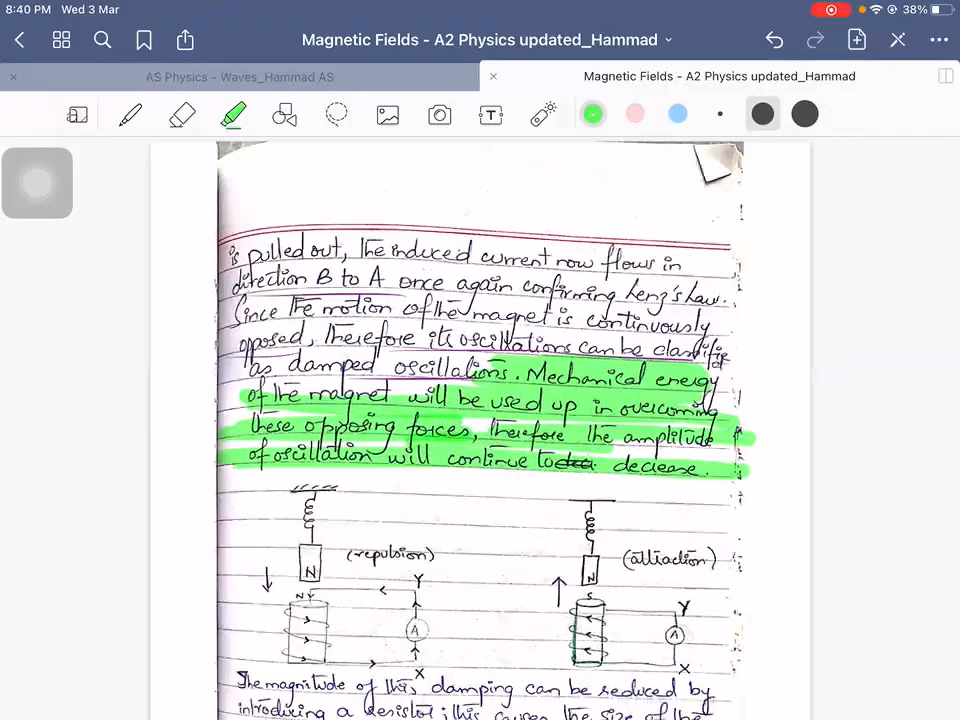 8:40 PM Wed 3 Mar
38%
Magnetic Fields - A2 Physics updated_Hammad
AS Physics - Waves_Hammad AS
Magnetic Fields - A2 Physics updated_Hammad
is pulled out, the induced current now flows in
direction B to A once again confirming Lenz's Law.
Since the motion of the magnet is continuously
opposed, therefore its oscillations can be classified
as damped oscillations. Mechanical energy
of the magnet will be used up in overcoming
these opposing forces, therefore the amplitude
of oscillation will continue to decrease.
(repulsion)
(attraction)
N
N
N
S
Y
Y
A
A
X
X
The magnitude of this damping can be reduced by
introducing a resistor; this causes the size of the